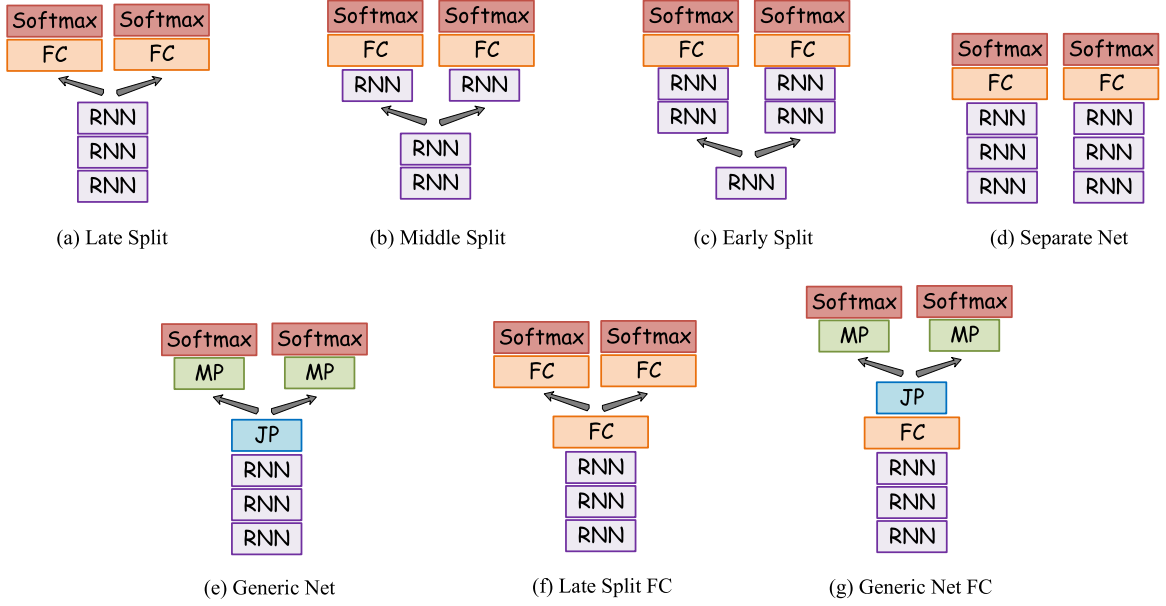 Softmax Softmax
FC FC
RNN
RNN
RNN
(a) Late Split
Softmax Softmax
FC FC
RNN RNN
RNN
RNN
(b) Middle Split
Softmax Softmax
FC FC
RNN RNN
RNN RNN
RNN
(c) Early Split
Softmax Softmax
FC FC
RNN RNN
RNN RNN
RNN RNN
(d) Separate Net
Softmax Softmax
MP MP
JP
RNN
RNN
RNN
(e) Generic Net
Softmax Softmax
FC FC
FC
RNN
RNN
RNN
(f) Late Split FC
Softmax Softmax
MP MP
JP
FC
RNN
RNN
RNN
(g) Generic Net FC